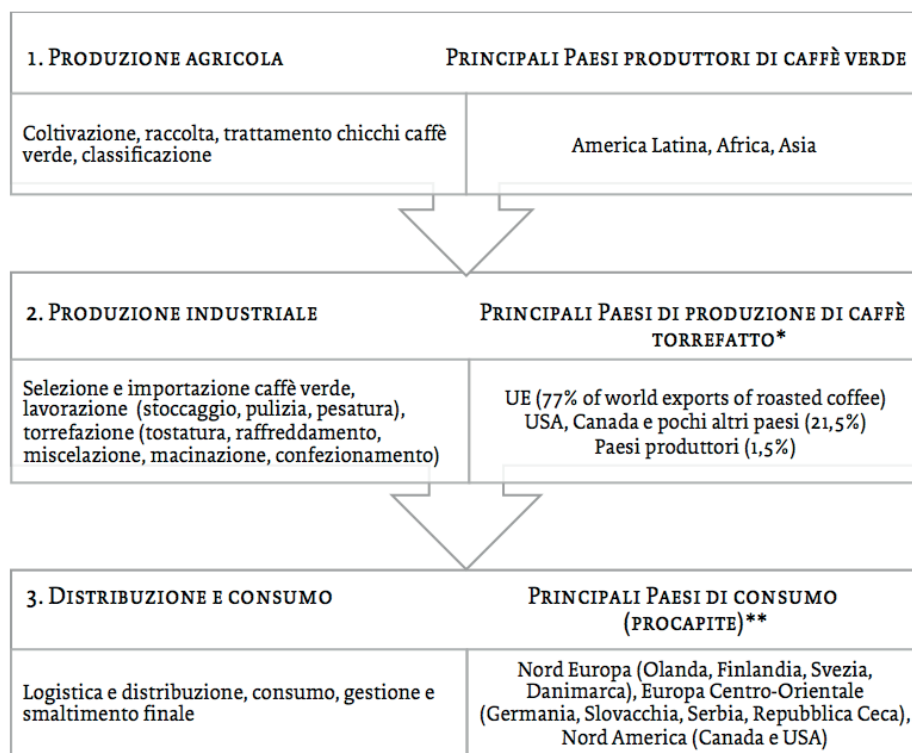 1. Produzione agricola
Principali Paesi produttori di caffè verde
Coltivazione, raccolta, trattamento chicchi caffè
verde, classificazione
America Latina, Africa, Asia
2. Produzione industriale
Principali Paesi di produzione di caffè
torrefatto*
Selezione e importazione caffè verde,
lavorazione (stoccaggio, pulizia, pesatura),
torrefazione (tostatura, raffreddamento,
miscelazione, macinazione, confezionamento)
UE (77% of world exports of roasted coffee)
USA, Canada e pochi altri paesi (21,5%)
Paesi produttori (1,5%)
3. Distribuzione e consumo
Principali Paesi di consumo
(procapite)**
Logistica e distribuzione, consumo, gestione e
smaltimento finale
Nord Europa (Olanda, Finlandia, Svezia,
Danimarca), Europa Centro-Orientale
(Germania, Slovacchia, Serbia, Repubblica Ceca),
Nord America (Canada e USA)